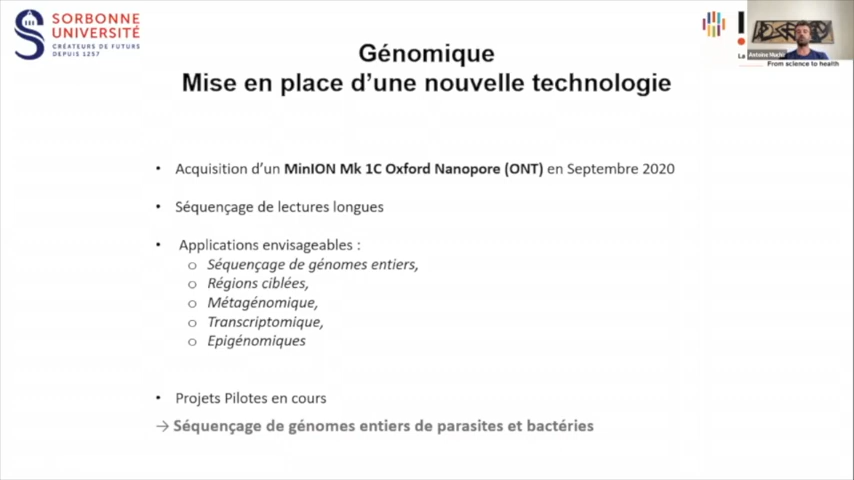 SORBONNE
UNIVERSITÉ
CRÉATEURS DE FUTURS
DEPUIS 1257
Génomique
Mise en place d’une nouvelle technologie
La
Antoine
From science to health
• Acquisition d’un MinION Mk 1C Oxford Nanopore (ONT) en Septembre 2020
• Séquençage de lectures longues
• Applications envisageables :
o Séquençage de génomes entiers,
o Régions ciblées,
o Métagénomique,
o Transcriptomique,
o Epigénomiques
• Projets Pilotes en cours
→ Séquençage de génomes entiers de parasites et bactéries